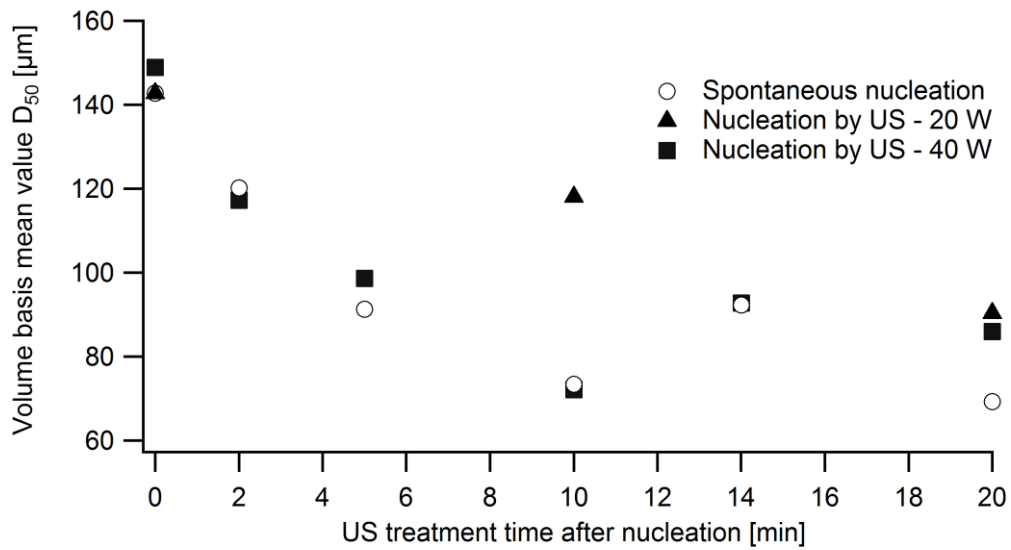 Volume basis mean value D₅₀ [µm]
160
140
120
100
80
60
Spontaneous nucleation
Nucleation by US - 20 W
Nucleation by US - 40 W
0 2 4 6 8 10 12 14 16 18 20
US treatment time after nucleation [min]